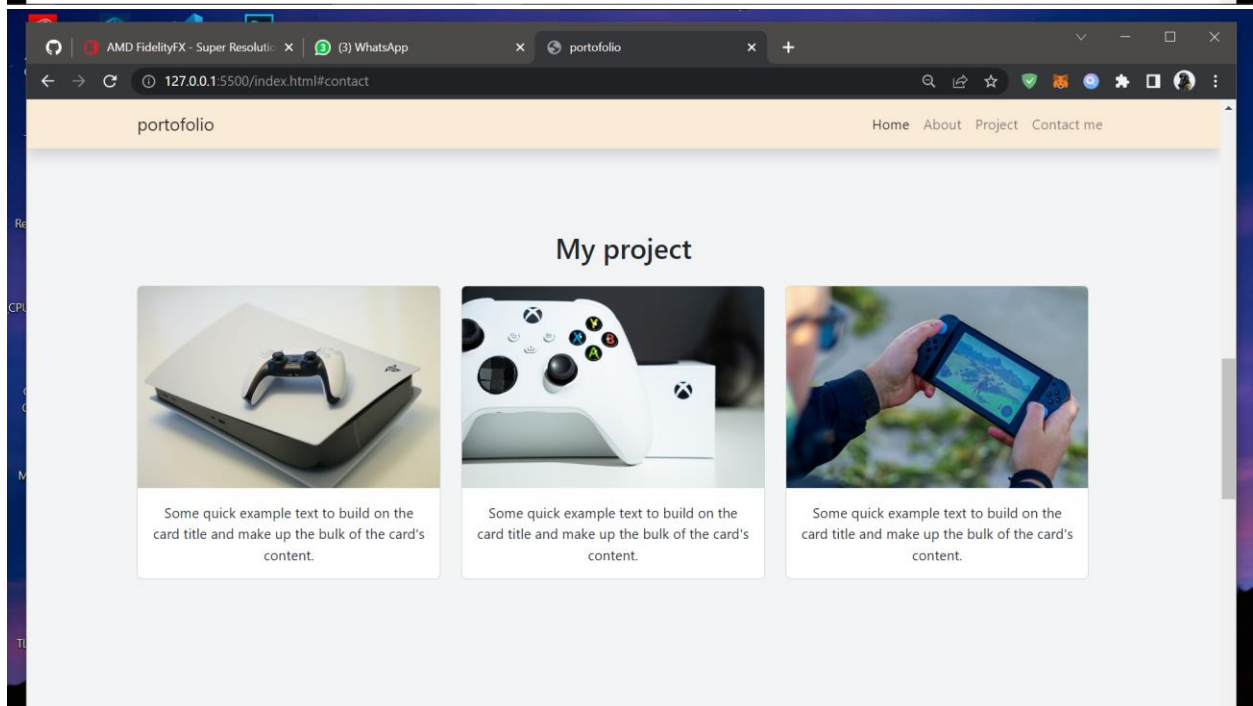 AMD FidelityFX - Super Resolutio
(3) WhatsApp
portofolio
127.0.0.1:5500/index.html#contact
portofolio
Home About Project Contact me
Re
CPU
My project
Y
X B
A
Some quick example text to build on the
card title and make up the bulk of the card's
content.
Some quick example text to build on the
card title and make up the bulk of the card's
content.
Some quick example text to build on the
card title and make up the bulk of the card's
content.